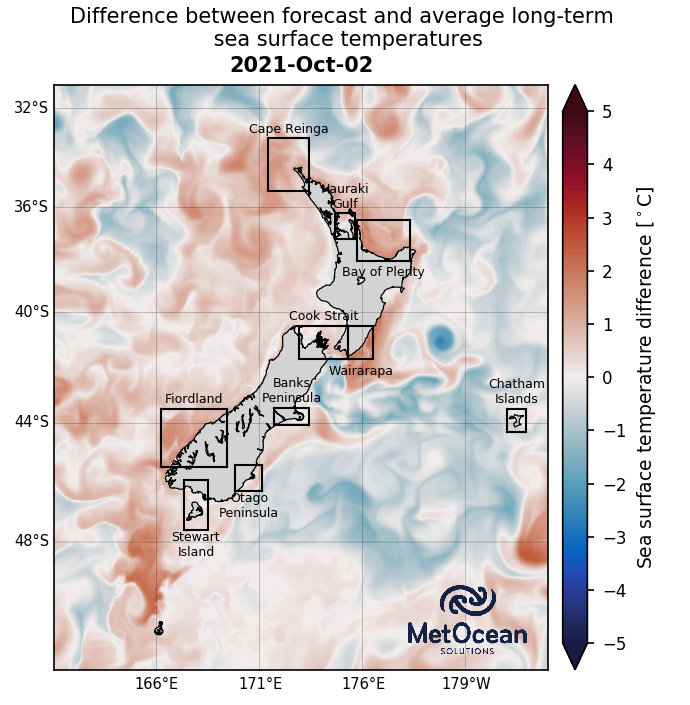 Difference between forecast and average long-term
sea surface temperatures
2021-Oct-02
32°S
36°S
40°S
44°S
48°S
Cape Reinga
Hauraki
Gulf
Bay of Plenty
Cook Strait
Wairarapa
Banks
Peninsula
Chatham
Islands
Fiordland
Otago
Peninsula
Stewart
Island
MetOcean
SOLUTIONS
166°E
171°E
176°E
179°W
5
4
3
2
1
0
−1
−2
−3
−4
−5
Sea surface temperature difference [°C]